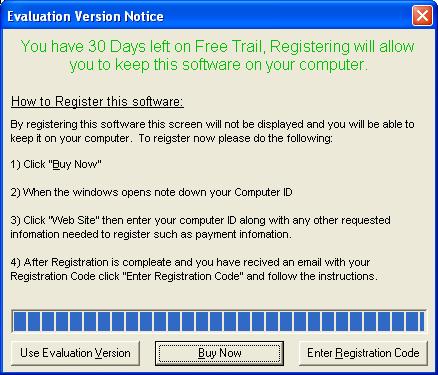 Evaluation Version Notice
You have 30 Days left on Free Trail, Registering will allow
you to keep this software on your computer.
How to Register this software:
By registering this software this screen will not be displayed and you will be able to
keep it on your computer. To reigster now please do the following:
1) Click "Buy Now"
2) When the windows opens note down your Computer ID
3) Click "Web Site" then enter your computer ID along with any other requested
infomation needed to register such as payment infomation.
4) After Registration is compleate and you have recived an email with your
Registration Code click "Enter Registration Code" and follow the instructions.
Use Evaluation Version Buy Now Enter Registration Code